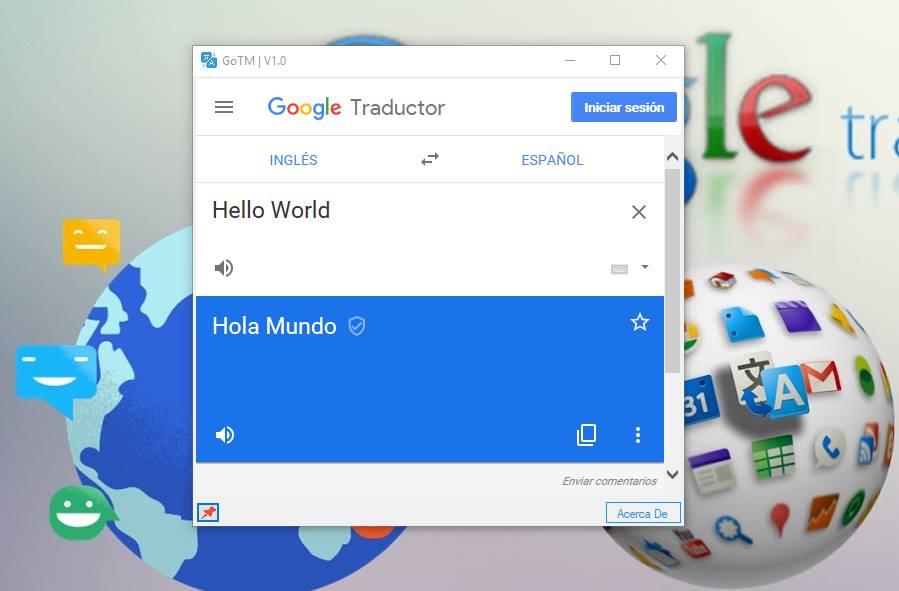 GoTM | V1.0
Google Traductor
Iniciar sesión
INGLÉS
ESPAÑOL
Hello World
Hola Mundo
Enviar comentarios
Acerca De
gle
tra
31
文
A